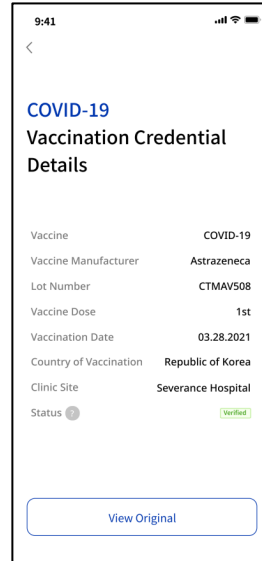 9:41
COVID-19
Vaccination Credential
Details
Vaccine COVID-19
Vaccine Manufacturer Astrazeneca
Lot Number CTMAV508
Vaccine Dose 1st
Vaccination Date 03.28.2021
Country of Vaccination Republic of Korea
Clinic Site Severance Hospital
Status ? Verified
View Original